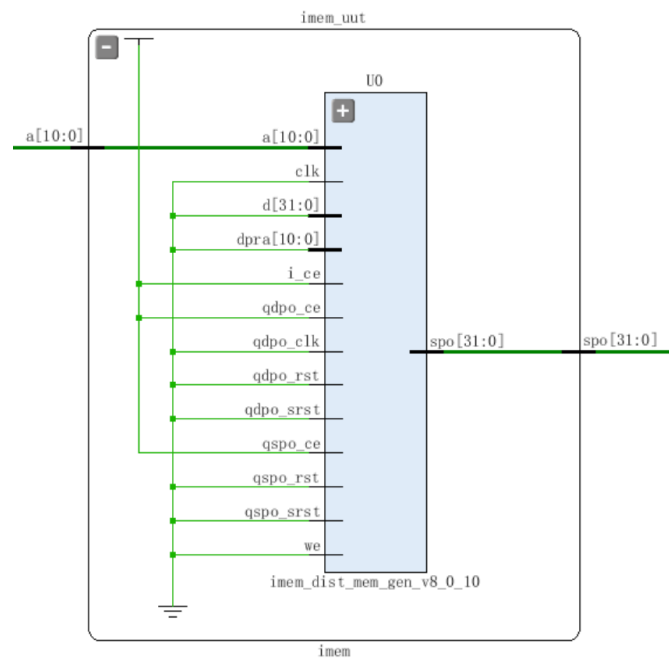 imem_uut
U0
a[10:0]
a[10:0]
clk
d[31:0]
dpra[10:0]
i_ce
qdpo_ce
qdpo_clk
spo[31:0]
spo[31:0]
qdpo_rst
qdpo_srst
qspo_ce
qspo_rst
qspo_srst
we
imem_dist_mem_gen_v8_0_10
imem